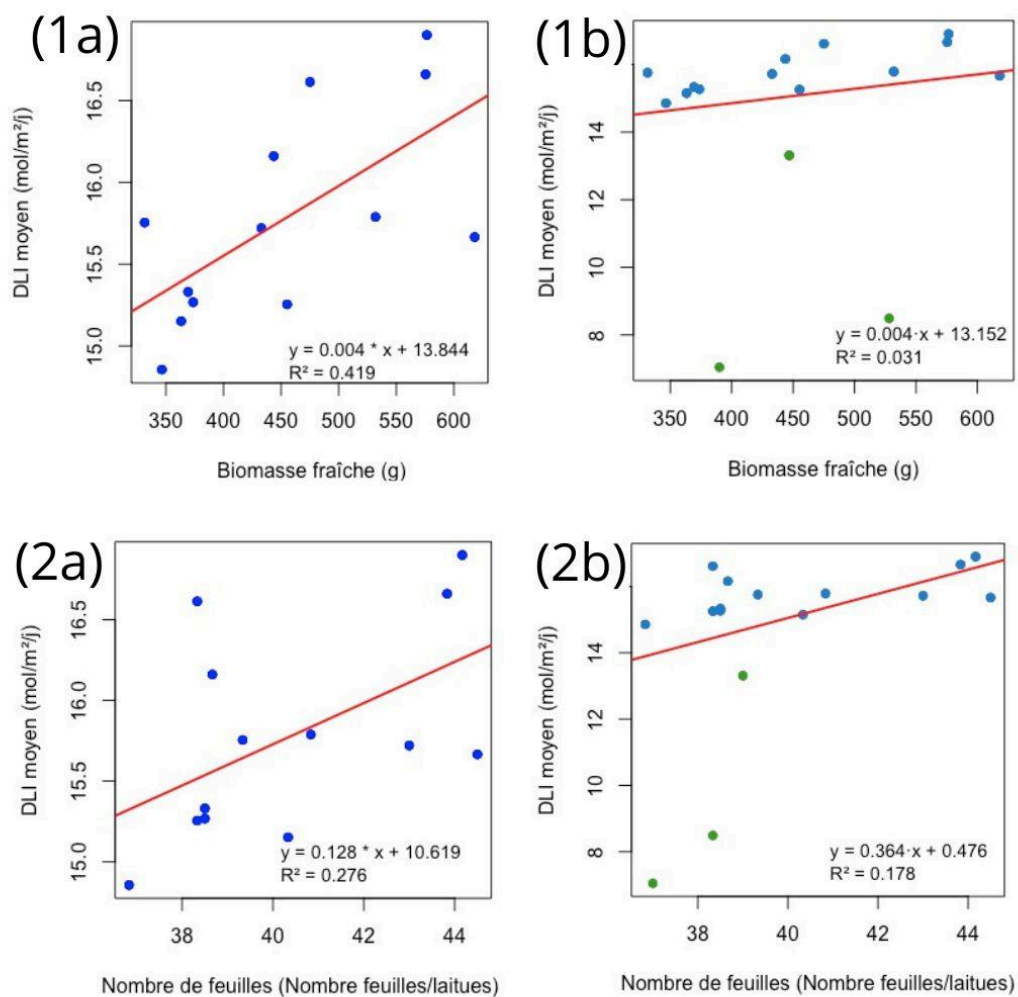 (1a)
DLI moyen (mol/m²/j)
16.5
16.0
15.5
15.0
y = 0.004 * x + 13.844
R² = 0.419
350 400 450 500 550 600
Biomasse fraîche (g)
(1b)
DLI moyen (mol/m²/j)
14
12
10
8
y = 0.004·x + 13.152
R² = 0.031
350 400 450 500 550 600
Biomasse fraîche (g)
(2a)
DLI moyen (mol/m²/j)
16.5
16.0
15.5
15.0
y = 0.128 * x + 10.619
R² = 0.276
38 40 42 44
Nombre de feuilles (Nombre feuilles/laitues)
(2b)
DLI moyen (mol/m²/j)
14
12
10
8
y = 0.364·x + 0.476
R² = 0.178
38 40 42 44
Nombre de feuilles (Nombre feuilles/laitues)